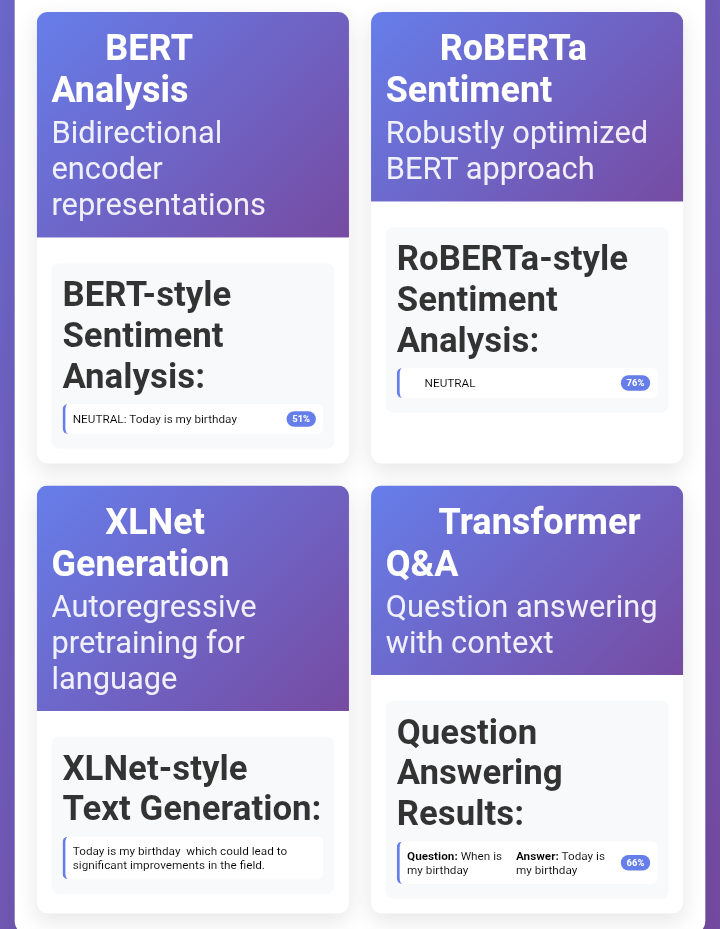 BERT
Analysis
Bidirectional
encoder
representations
BERT-style
Sentiment
Analysis:
NEUTRAL: Today is my birthday 51%
RoBERTa
Sentiment
Robustly optimized
BERT approach
RoBERTa-style
Sentiment
Analysis:
NEUTRAL 76%
XLNet
Generation
Autoregressive
pretraining for
language
XLNet-style
Text Generation:
Today is my birthday which could lead to
significant improvements in the field.
Transformer
Q&A
Question answering
with context
Question
Answering
Results:
Question: When is
my birthday
Answer: Today is
my birthday
66%